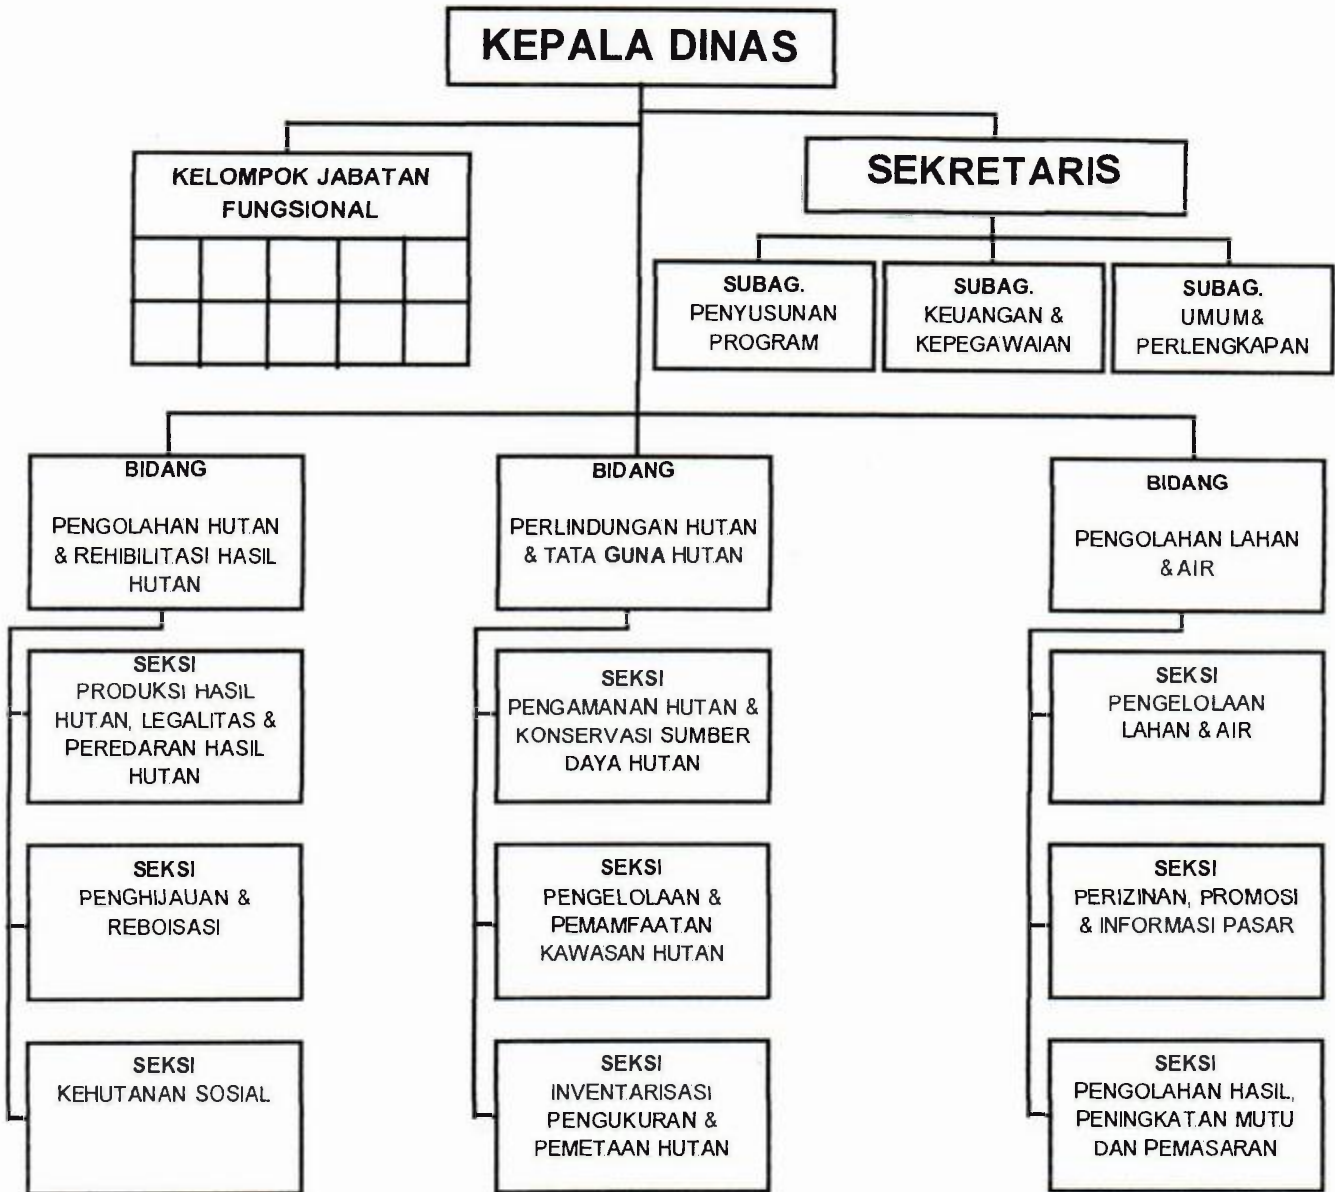 KEPALA DINAS
KELOMPOK JABATAN
FUNGSIONAL
SEKRETARIS
SUBAG.
PENYUSUNAN
PROGRAM
SUBAG.
KEUANGAN &
KEPEGAWAIAN
SUBAG.
UMUM&
PERLENGKAPAN
BIDANG
PENGOLAHAN HUTAN
& REHIBILITASI HASIL
HUTAN
BIDANG
PERLINDUNGAN HUTAN
& TATA GUNA HUTAN
BIDANG
PENGOLAHAN LAHAN
& AIR
SEKSI
PRODUKSI HASIL
HUTAN, LEGALITAS &
PEREDARAN HASIL
HUTAN
SEKSI
PENGHIJAUAN &
REBOISASI
SEKSI
KEHUTANAN SOSIAL
SEKSI
PENGAMANAN HUTAN &
KONSERVASI SUMBER
DAYA HUTAN
SEKSI
PENGELOLAAN &
PEMAMFAATAN
KAWASAN HUTAN
SEKSI
INVENTARISASI
PENGUKURAN &
PEMETAAN HUTAN
SEKSI
PENGELOLAAN
LAHAN & AIR
SEKSI
PERIZINAN, PROMOSI
& INFORMASI PASAR
SEKSI
PENGOLAHAN HASIL,
PENINGKATAN MUTU
DAN PEMASARAN